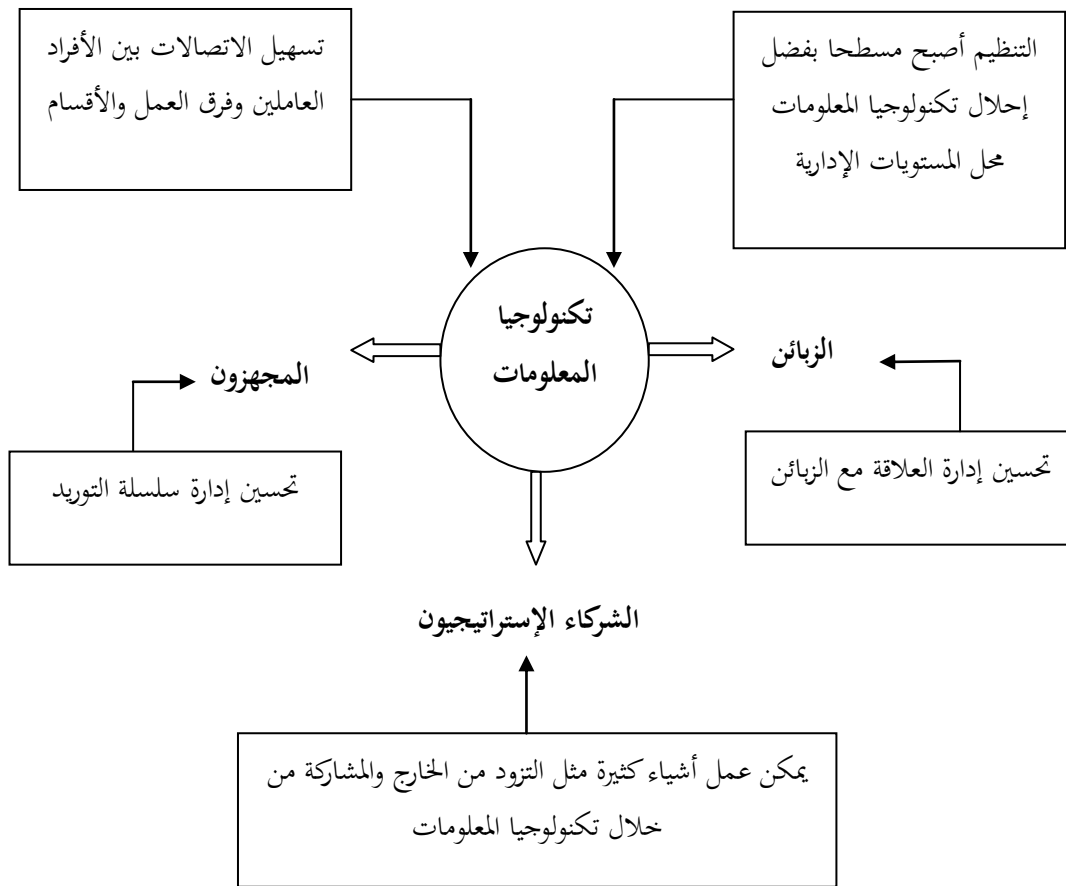 التنظيم أصبح مسطحا بفضل
إحلال تكنولوجيا المعلومات
محل المستويات الإدارية
تسهيل الاتصالات بين الأفراد
العاملين وفرق العمل والأقسام
تكنولوجيا
المعلومات
الزبائن
المجهزون
تحسين إدارة العلاقة مع الزبائن
تحسين إدارة سلسلة التوريد
الشركاء الإستراتيجيون
يمكن عمل أشياء كثيرة مثل التزود من الخارج والمشاركة من
خلال تكنولوجيا المعلومات